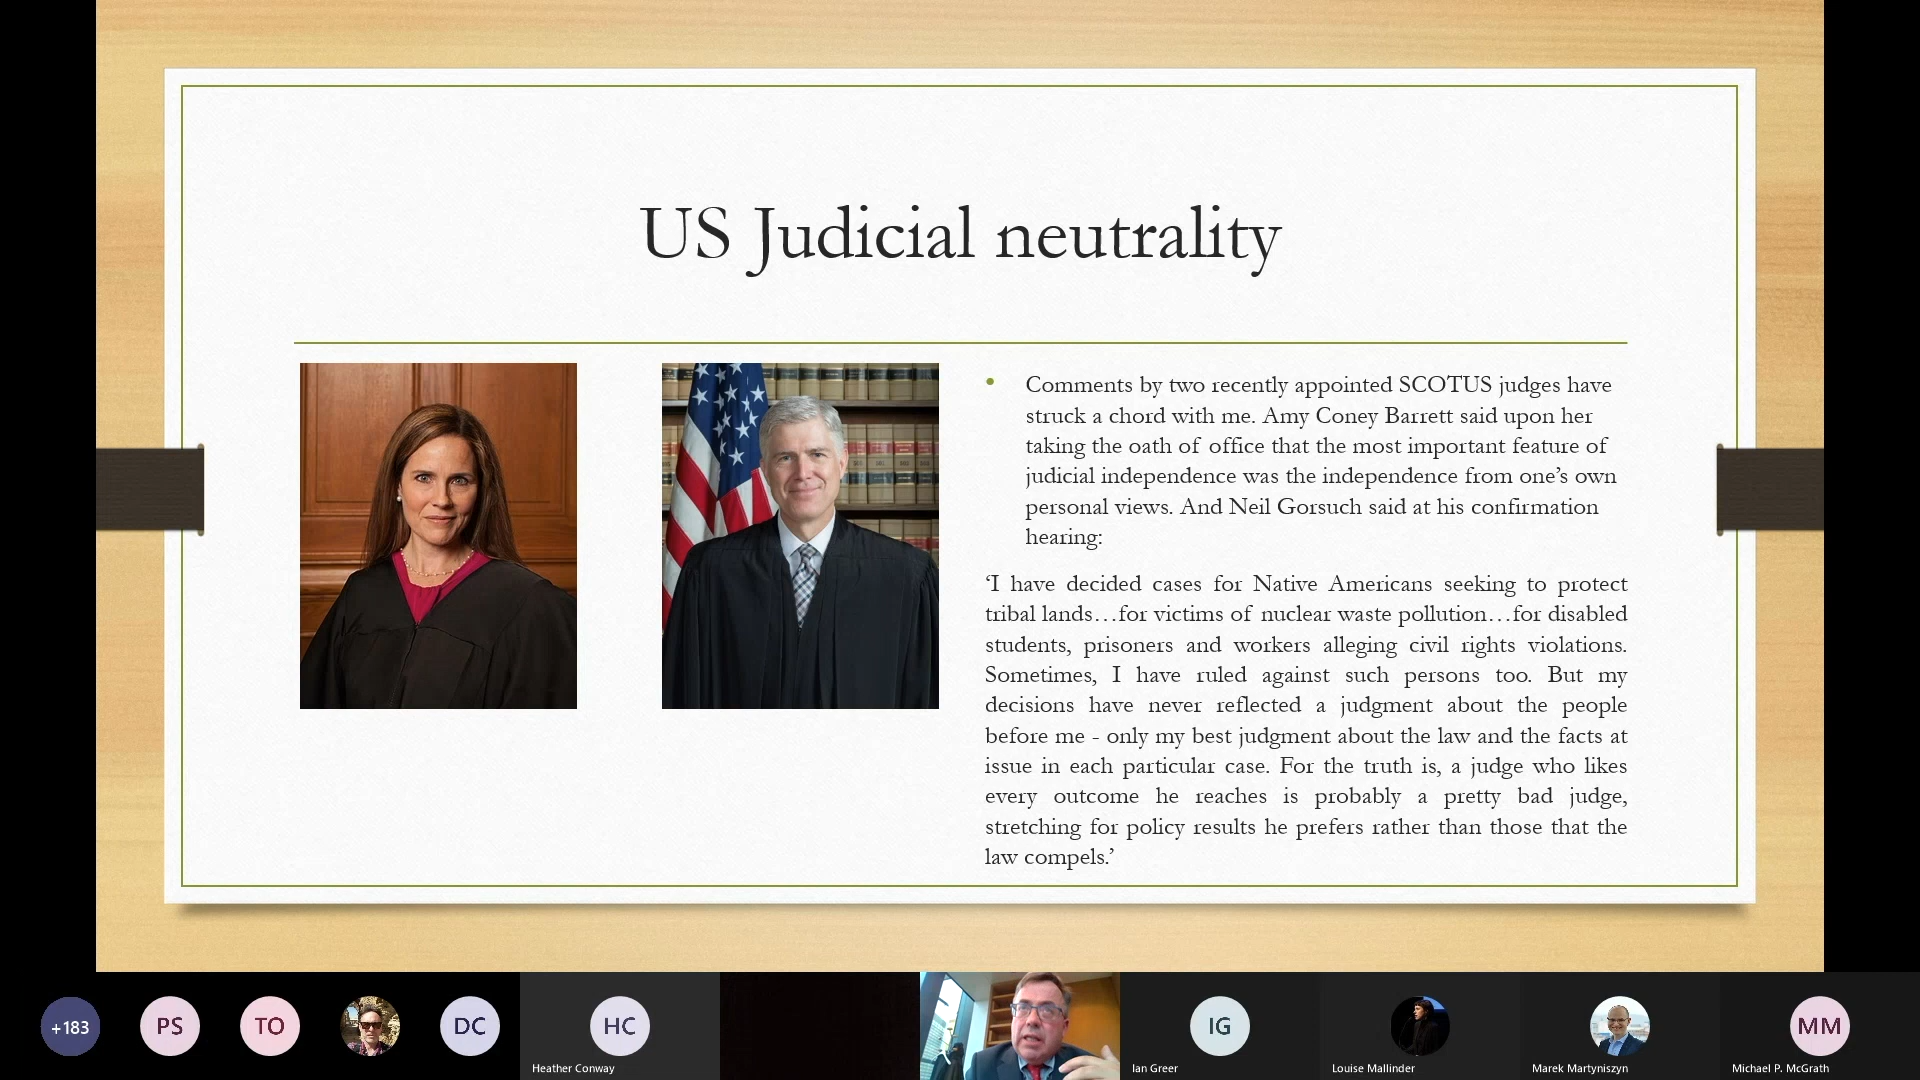 US Judicial neutrality
• Comments by two recently appointed SCOTUS judges have
struck a chord with me. Amy Coney Barrett said upon her
taking the oath of office that the most important feature of
judicial independence was the independence from one’s own
personal views. And Neil Gorsuch said at his confirmation
hearing:
‘I have decided cases for Native Americans seeking to protect
tribal lands…for victims of nuclear waste pollution…for disabled
students, prisoners and workers alleging civil rights violations.
Sometimes, I have ruled against such persons too. But my
decisions have never reflected a judgment about the people
before me - only my best judgment about the law and the facts at
issue in each particular case. For the truth is, a judge who likes
every outcome he reaches is probably a pretty bad judge,
stretching for policy results he prefers rather than those that the
law compels.’
+183
PS
TO
DC
HC
Heather Conway
IG
Ian Greer
Louise Mallinder
Marek Martyniszyn
MM
Michael P. McGrath